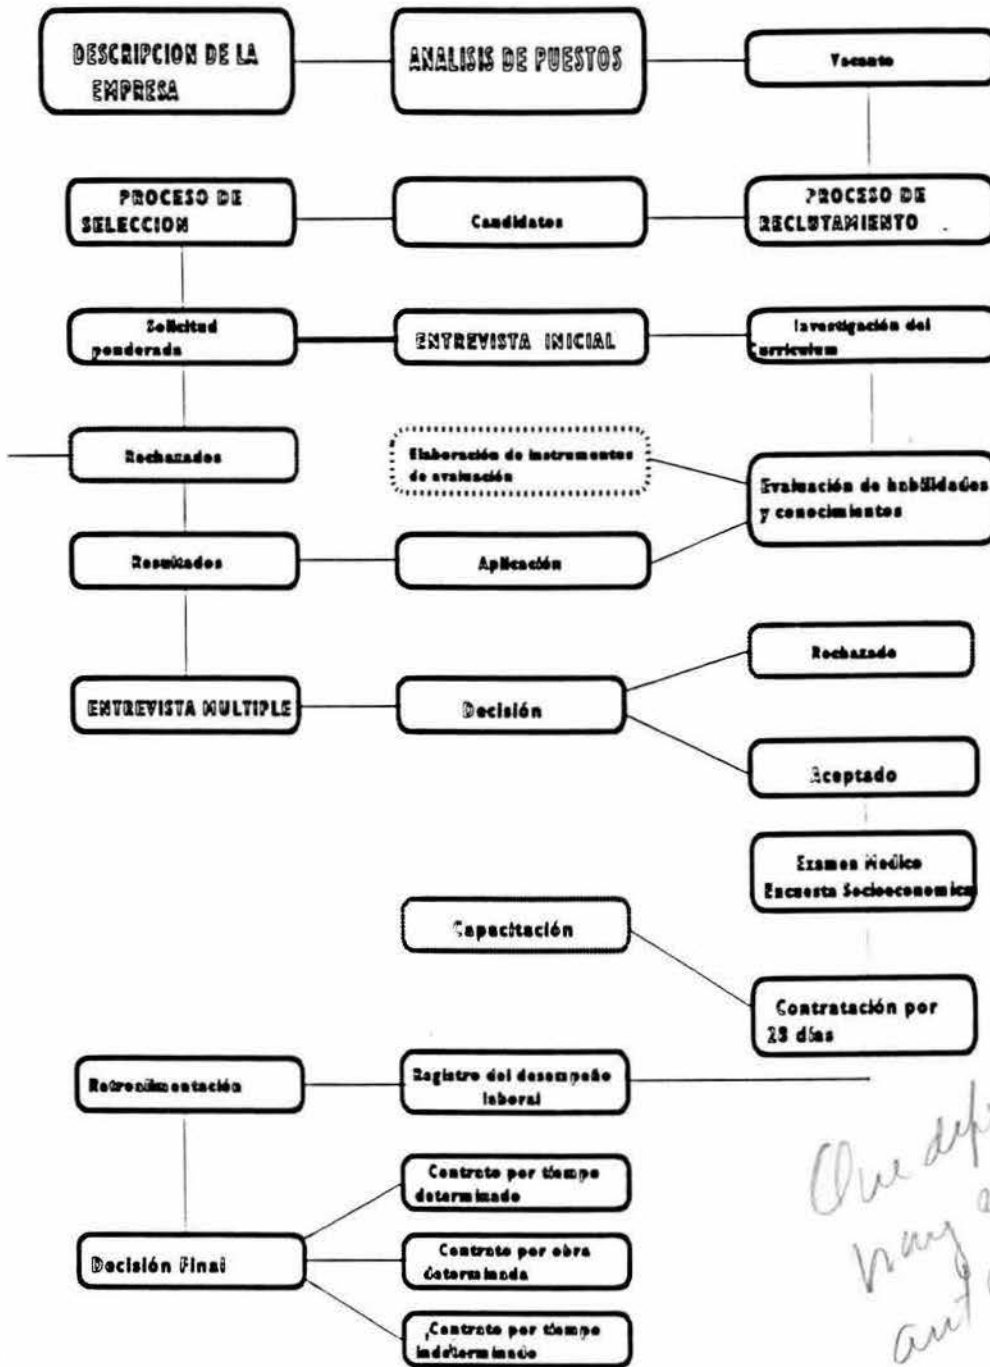 DESCRIPCION DE LA
EMPRESA
ANALISIS DE PUESTOS
Vacante
PROCESO DE
SELECCION
Candidatos
PROCESO DE
RECLUTAMIENTO
Solicitud
ponderada
ENTREVISTA INICIAL
Investigación del
Curriculum
Rechazados
Elaboración de instrumentos
de evaluación
Evaluación de habilidades
y conocimientos
Resultados
Aplicación
Rechazado
ENTREVISTA MULTIPLE
Decisión
Aceptado
Examen Medico
Encuesta Socioeconomica
Capacitación
Contratación por
28 días
Retroalimentación
Registro del desempeño
laboral
Contrato por tiempo
determinado
Decisión Final
Contrato por obra
determinada
Contrato por tiempo
indeterminado
Que